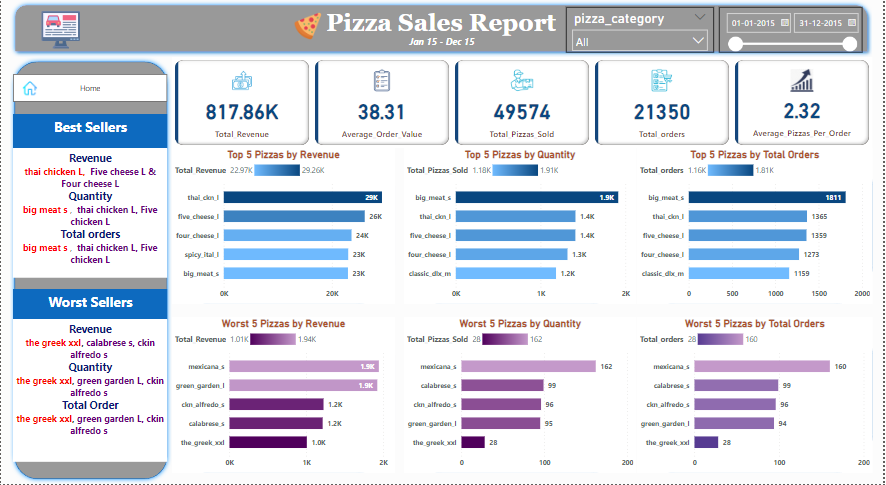 Pizza Sales Report
Jan 15 - Dec 15
pizza_category
All
01-01-2015
31-12-2015
Home
Best Sellers
Revenue
thai chicken L, Five cheese L &
Four cheese L
Quantity
big meat s , thai chicken L, Five
chicken L
Total orders
big meat s , thai chicken L, Five
chicken L
Worst Sellers
Revenue
the greek xxl, calabrese s, ckin
alfredo s
Quantity
the greek xxl, green garden L, ckin
alfredo s
Total Order
the greek xxl, green garden L, ckin
alfredo s
817.86K
Total Revenue
38.31
Average Order Value
49574
Total Pizzas Sold
21350
Total orders
2.32
Average Pizzas Per Order
Top 5 Pizzas by Revenue
Total Revenue 22.97K 29.26K
thai_ckn_l 29K
five_cheese_l 26K
four_cheese_l 24K
spicy_ital_l 23K
big_meat_s 23K
0K 20K
Top 5 Pizzas by Quantity
Total Pizzas Sold 1.18K 1.91K
big_meat_s 1.9K
thai_ckn_l 1.4K
five_cheese_l 1.4K
four_cheese_l 1.3K
classic_dlx_m 1.2K
0K 1K 2K
Top 5 Pizzas by Total Orders
Total orders 1.16K 1.81K
big_meat_s 1811
thai_ckn_l 1365
five_cheese_l 1359
four_cheese_l 1273
classic_dlx_m 1159
0 500 1000 1500 2000
Worst 5 Pizzas by Revenue
Total Revenue 1.01K 1.94K
mexicana_s 1.9K
green_garden_l 1.9K
ckn_alfredo_s 1.2K
calabrese_s 1.2K
the_greek_xxl 1.0K
0K 1K 2K
Worst 5 Pizzas by Quantity
Total Pizzas Sold 28 162
mexicana_s 162
calabrese_s 99
ckn_alfredo_s 96
green_garden_l 95
the_greek_xxl 28
0 100 200
Worst 5 Pizzas by Total Orders
Total orders 28 160
mexicana_s 160
calabrese_s 99
ckn_alfredo_s 96
green_garden_l 94
the_greek_xxl 28
0 100 200